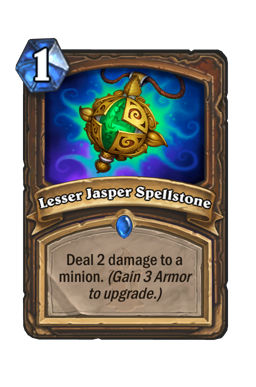 1
Lesser Jasper Spellstone
Deal 2 damage to a
minion. (Gain 3 Armor
to upgrade.)